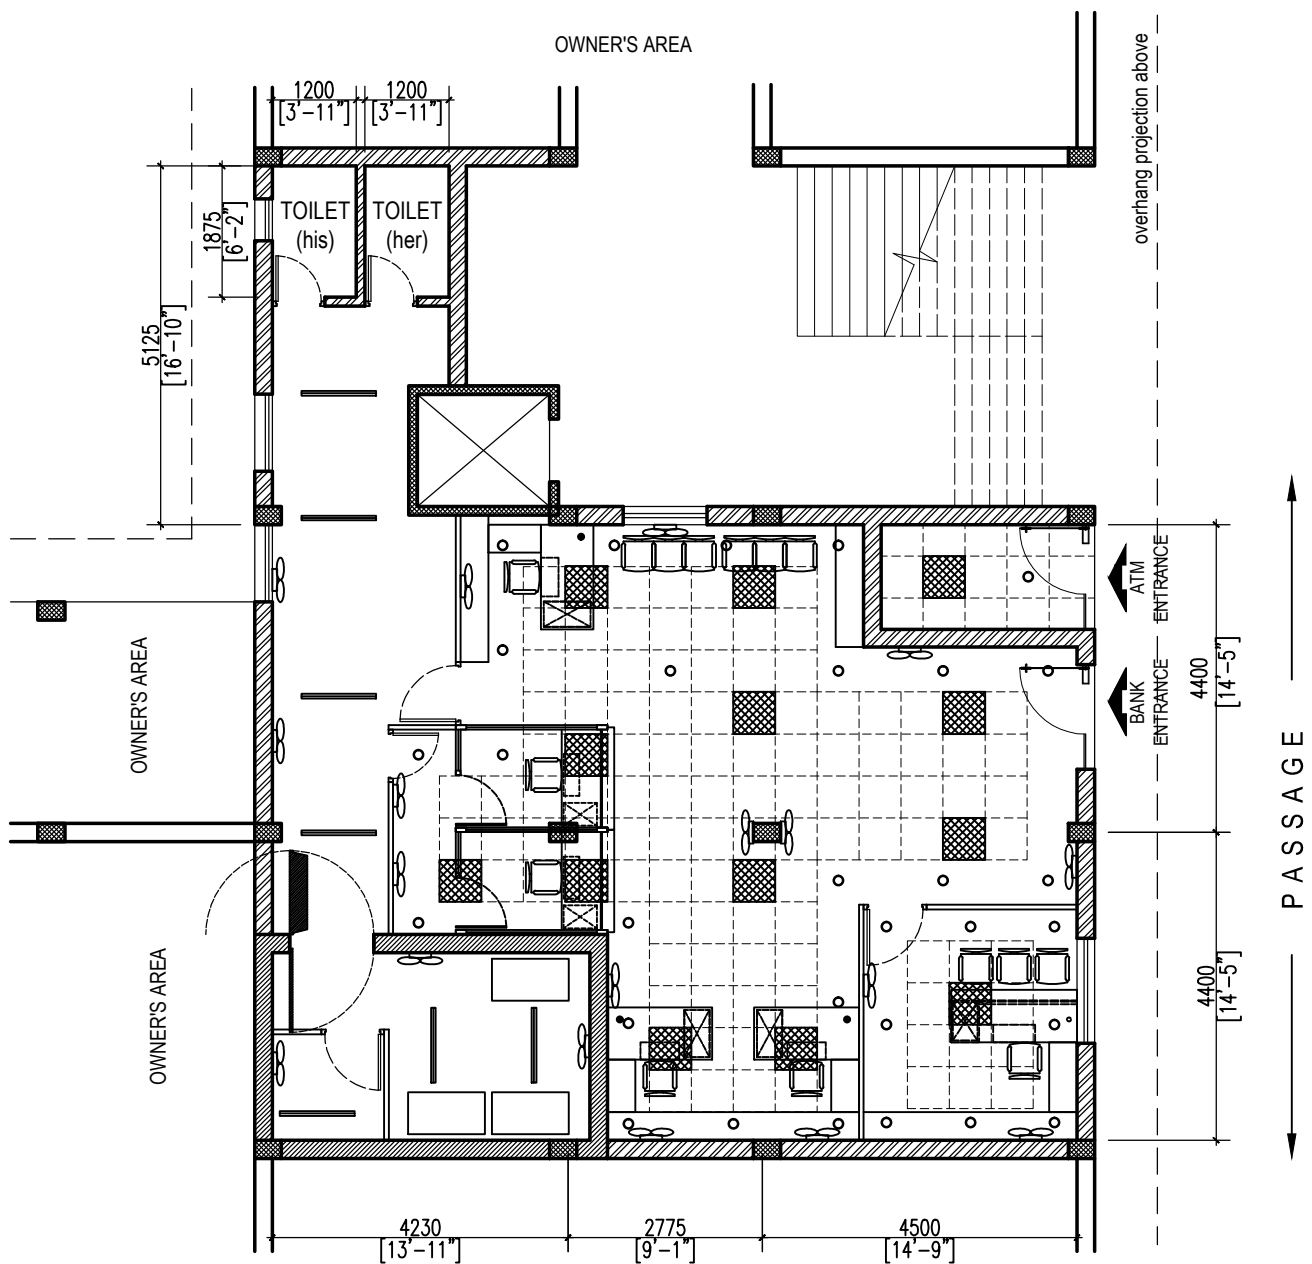 OWNER'S AREA
overhang projection above
1200
[3'-11"]
1200
[3'-11"]
TOILET
(his)
TOILET
(her)
1875
[6'-2"]
5125
[16'-10"]
ATM
ENTRANCE
BANK
ENTRANCE
4400
[14'-5"]
PASSAGE
OWNER'S AREA
OWNER'S AREA
4400
[14'-5"]
4230
[13'-11"]
2775
[9'-1"]
4500
[14'-9"]